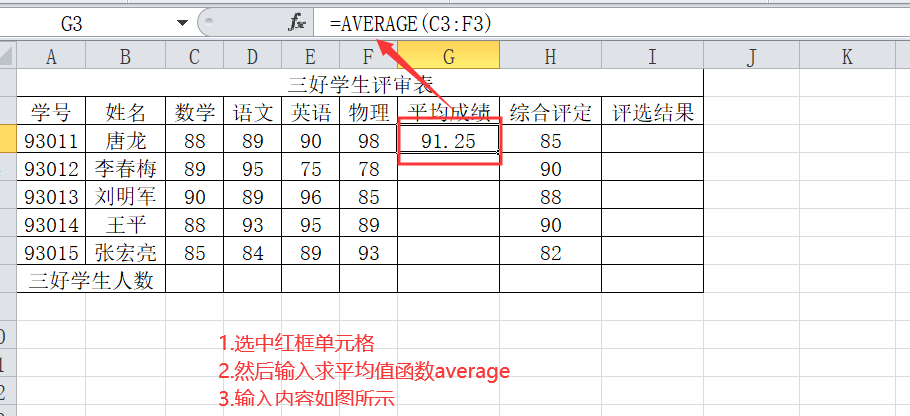 G3 fx =AVERAGE(C3:F3)
A B C D E F G H I J K
三好学生评审表
学号 姓名 数学 语文 英语 物理 平均成绩 综合评定 评选结果
93011 唐龙 88 89 90 98 91.25 85
93012 李春梅 89 95 75 78 90
93013 刘明军 90 89 96 85 88
93014 王平 88 93 95 89 90
93015 张宏亮 85 84 89 93 82
三好学生人数
1.选中红框单元格
2.然后输入求平均值函数average
3.输入内容如图所示